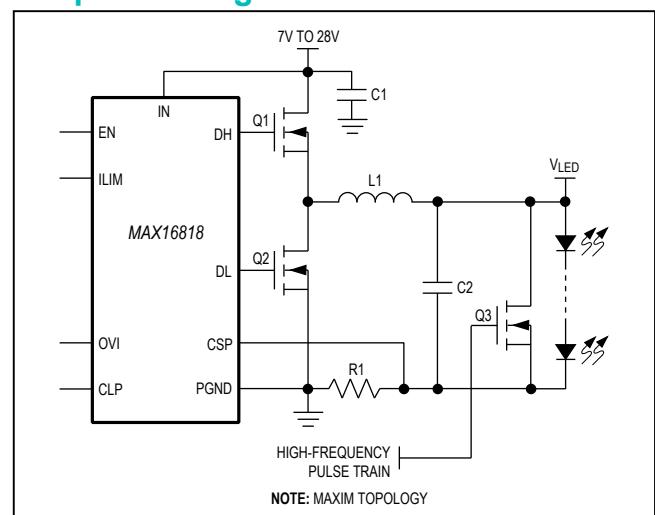 7V TO 28V
C1
IN
Q1
EN
DH
VLED
ILIM
L1
MAX16818
Q2
DL
C2
Q3
OVI
CSP
CLP
PGND
R1
HIGH-FREQUENCY
PULSE TRAIN
NOTE: MAXIM TOPOLOGY